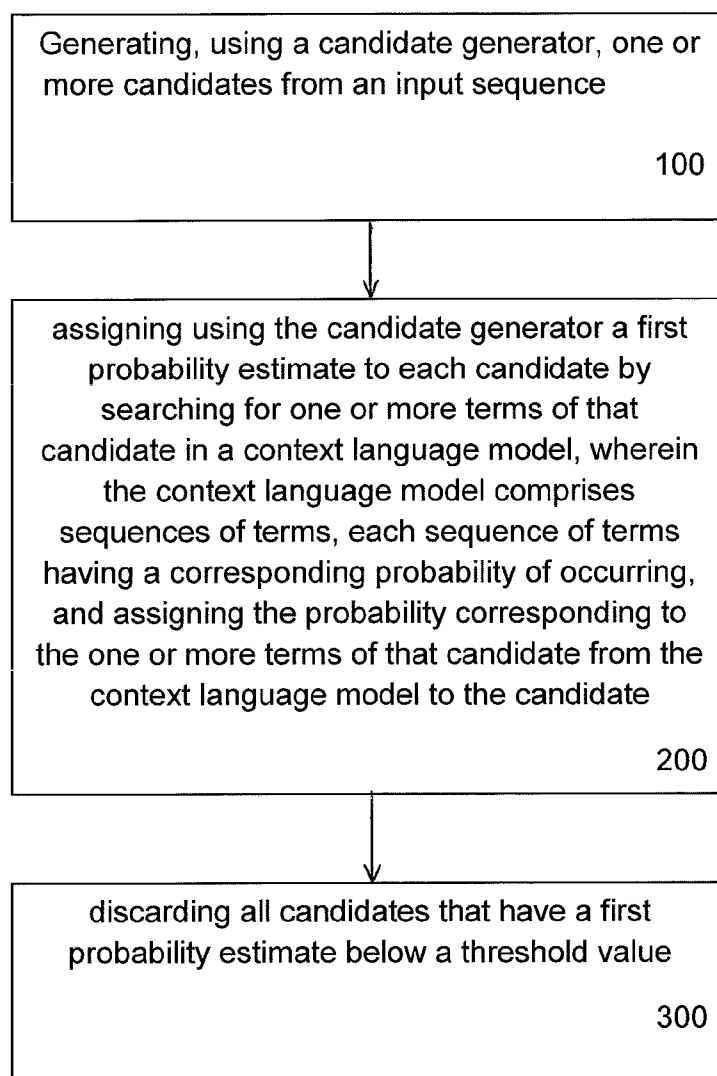 Generating, using a candidate generator, one or
more candidates from an input sequence
100
assigning using the candidate generator a first
probability estimate to each candidate by
searching for one or more terms of that
candidate in a context language model, wherein
the context language model comprises
sequences of terms, each sequence of terms
having a corresponding probability of occurring,
and assigning the probability corresponding to
the one or more terms of that candidate from the
context language model to the candidate
200
discarding all candidates that have a first
probability estimate below a threshold value
300